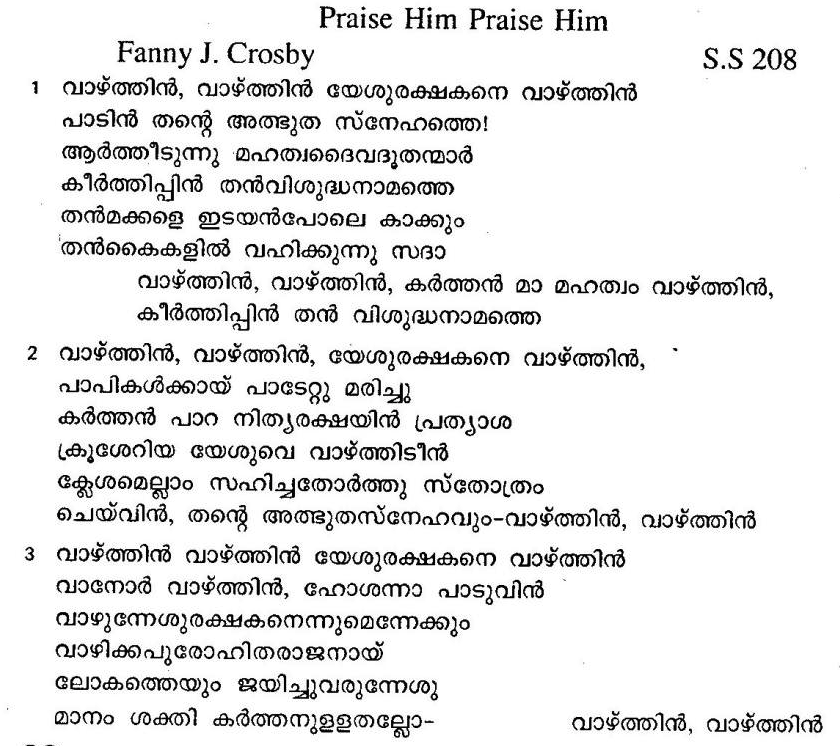 Praise Him Praise Him
Fanny J. Crosby S.S 208
1 വാഴ്ത്തിൻ, വാഴ്ത്തിൻ യേശുരക്ഷകനെ വാഴ്ത്തിൻ
പാടിൻ തന്റെ അത്ഭുത സ്നേഹത്തെ!
ആർത്തീടുന്നു മഹത്വദൈവദൂതന്മാർ
കീർത്തിപ്പിൻ തൻവിശുദ്ധനാമത്തെ
തൻമക്കളെ ഇടയൻപോലെ കാക്കും
തൻകൈകളിൽ വഹിക്കുന്നു സദാ
വാഴ്ത്തിൻ, വാഴ്ത്തിൻ, കർത്തൻ മാ മഹത്വം വാഴ്ത്തിൻ,
കീർത്തിപ്പിൻ തൻ വിശുദ്ധനാമത്തെ
2 വാഴ്ത്തിൻ, വാഴ്ത്തിൻ, യേശുരക്ഷകനെ വാഴ്ത്തിൻ,
പാപികൾക്കായ് പാടേറ്റു മരിച്ചു
കർത്തൻ പാറ നിത്യരക്ഷയിൻ പ്രത്യാശ
ക്രൂശേറിയ യേശുവെ വാഴ്ത്തിടീൻ
ക്ലേശമെല്ലാം സഹിച്ചതോർത്തു സ്തോത്രം
ചെയ്‌വിൻ, തന്റെ അത്ഭുതസ്നേഹവും-വാഴ്ത്തിൻ, വാഴ്ത്തിൻ
3 വാഴ്ത്തിൻ വാഴ്ത്തിൻ യേശുരക്ഷകനെ വാഴ്ത്തിൻ
വാനോർ വാഴ്ത്തിൻ, ഹോശന്നാ പാടുവിൻ
വാഴുന്നേശുരക്ഷകനെന്നുമെന്നേക്കും
വാഴിക്കപുരോഹിതരാജനായ്
ലോകത്തെയും ജയിച്ചുവരുന്നേശു
മാനം ശക്തി കർത്തനുളളതല്ലോ- വാഴ്ത്തിൻ, വാഴ്ത്തിൻ